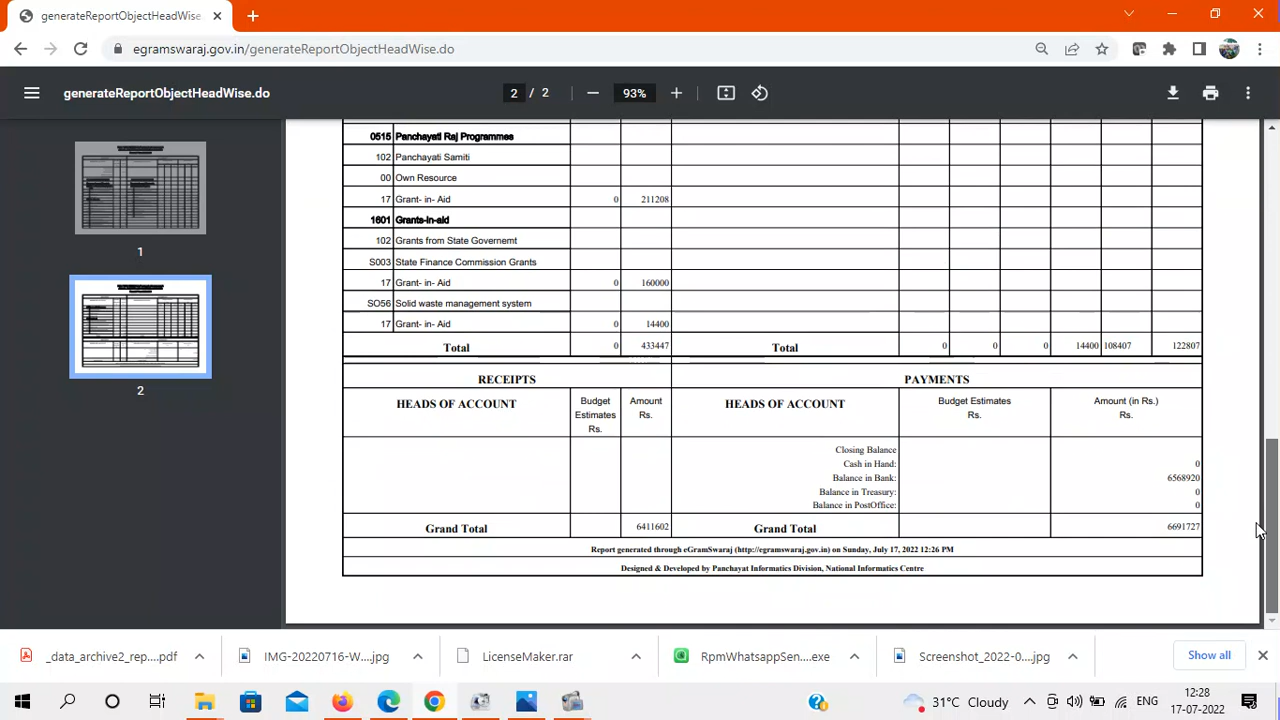 generateReportObjectHeadWise
egramswaraj.gov.in/generateReportObjectHeadWise.do
generateReportObjectHeadWise.do
2 / 2
93%
1
2
0515 Panchayati Raj Programmes
102 Panchayati Samiti
00 Own Resource
17 Grant- in- Aid 0 211208
1601 Grants-in-aid
102 Grants from State Governemt
S003 State Finance Commission Grants
17 Grant- in- Aid 0 160000
SO56 Solid waste management system
17 Grant- in- Aid 0 14400
Total 0 433447 Total 0 0 0 14400 108407 122807
RECEIPTS PAYMENTS
HEADS OF ACCOUNT Budget Estimates Rs. Amount Rs. HEADS OF ACCOUNT Budget Estimates Rs. Amount (in Rs.) Rs.
Closing Balance
Cash in Hand: 0
Balance in Bank: 6568920
Balance in Treasury: 0
Balance in PostOffice: 0
Grand Total 6411602 Grand Total 6691727
Report generated through eGramSwaraj (http://egramswaraj.gov.in) on Sunday, July 17, 2022 12:26 PM
Designed & Developed by Panchayat Informatics Division, National Informatics Centre
_data_archive2_rep....pdf
IMG-20220716-W....jpg
LicenseMaker.rar
RpmWhatsappSen....exe
Screenshot_2022-0....jpg
Show all
31°C Cloudy
ENG
12:28
17-07-2022